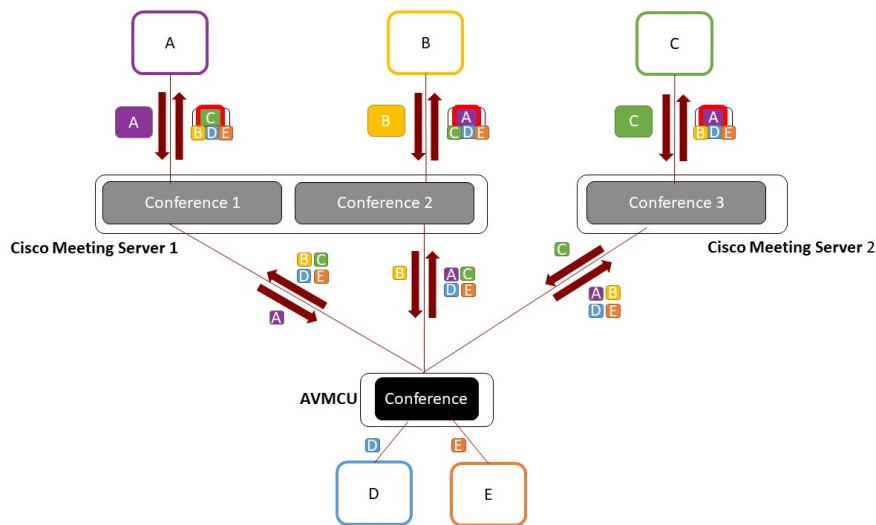 A
B
C
A
C
B D E
B
A
C D E
C
A
B D E
Conference 1
Conference 2
Conference 3
Cisco Meeting Server 1
Cisco Meeting Server 2
B C
D E
A
B
A C
D E
C
A B
D E
AVMCU
Conference
D
E
D
E